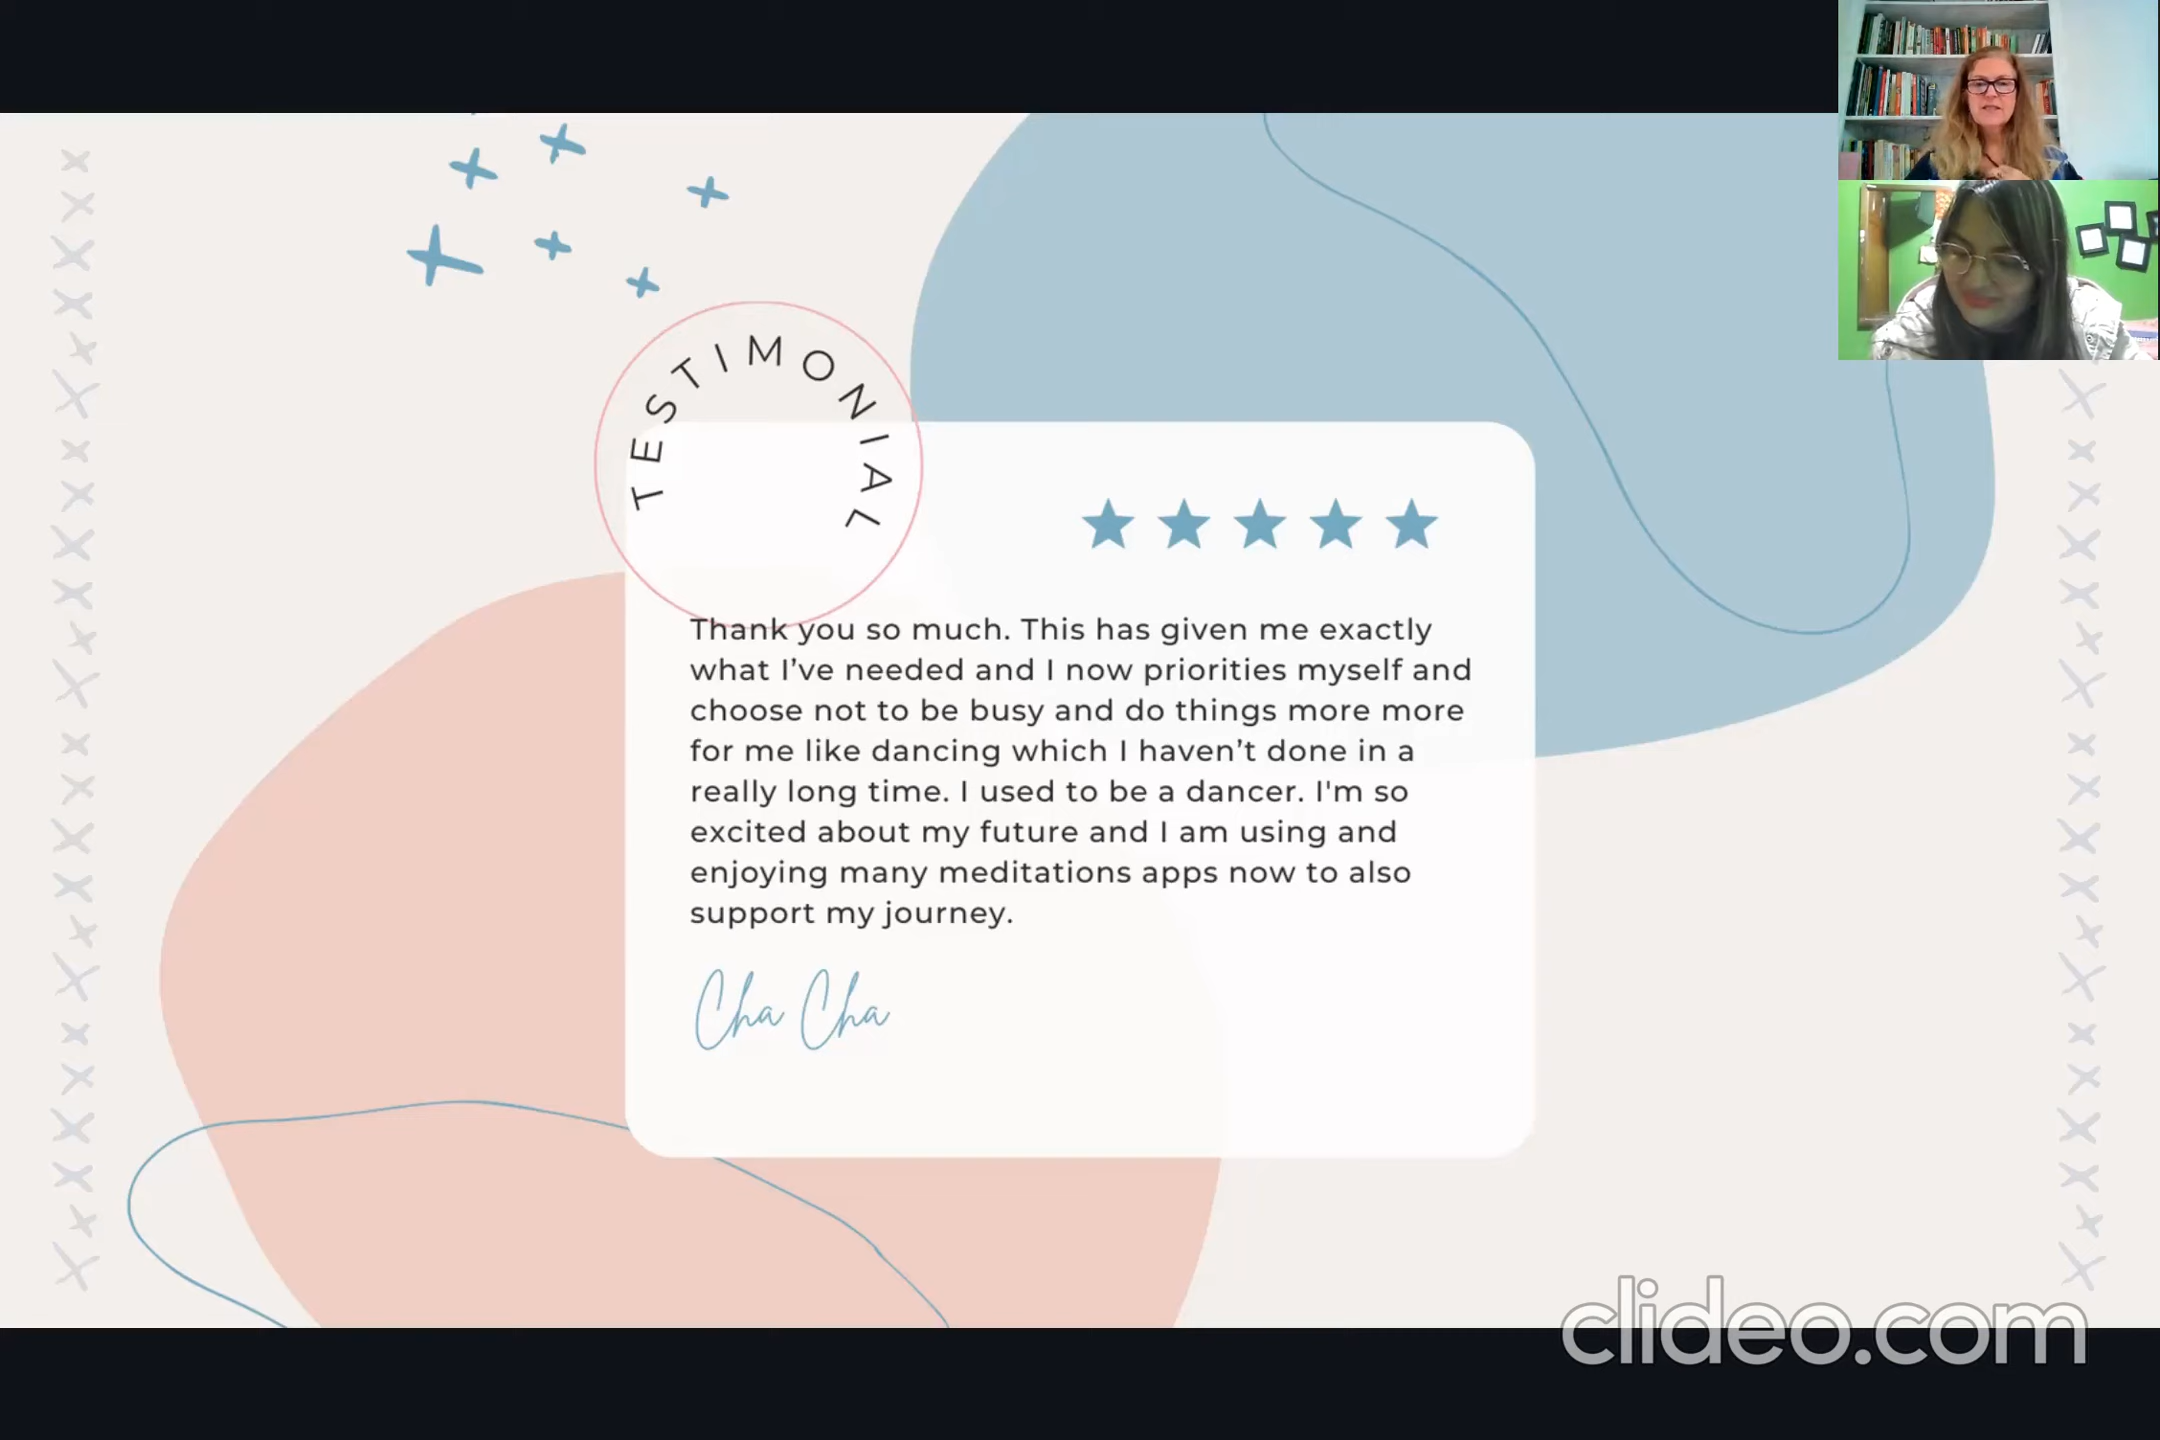 TESTIMONIAL
Thank you so much. This has given me exactly
what I’ve needed and I now priorities myself and
choose not to be busy and do things more more
for me like dancing which I haven’t done in a
really long time. I used to be a dancer. I'm so
excited about my future and I am using and
enjoying many meditations apps now to also
support my journey.
Cha Cha
clideo.com